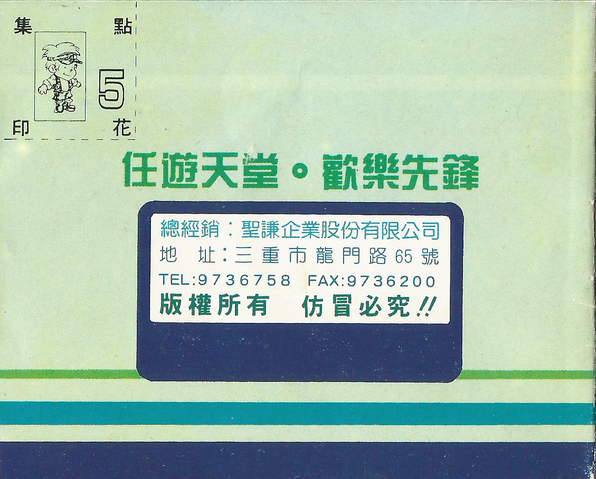 集點
5
印花
任遊天堂。歡樂先鋒
總經銷：聖謙企業股份有限公司
地 址：三重市龍門路65號
TEL:9736758 FAX:9736200
版權所有 仿冒必究!!